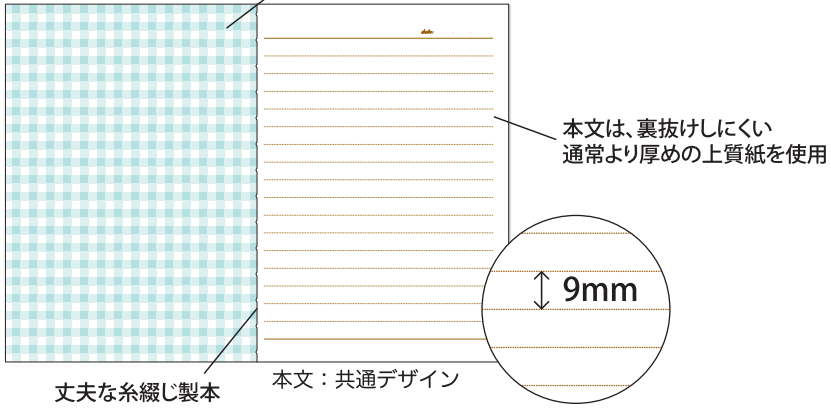 本文は、裏抜けしにくい
通常より厚めの上質紙を使用
9mm
丈夫な糸綴じ製本
本文：共通デザイン